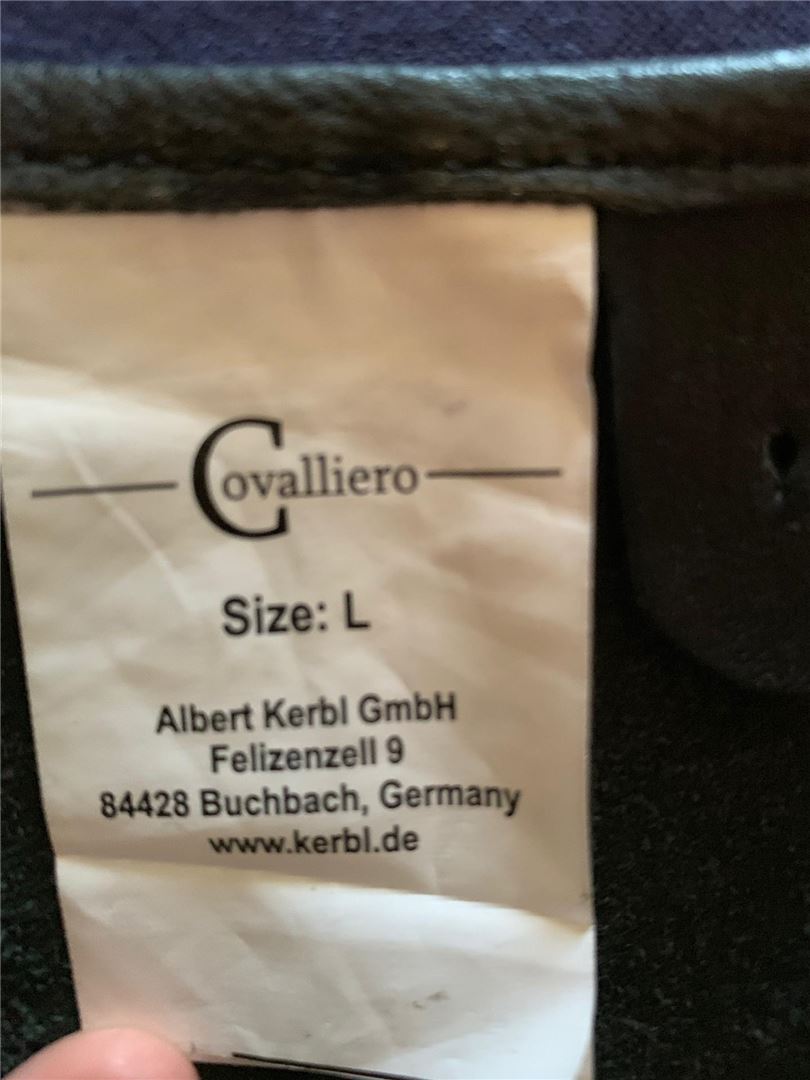 Covalliero
Size: L
Albert Kerbl GmbH
Felizenzell 9
84428 Buchbach, Germany
www.kerbl.de